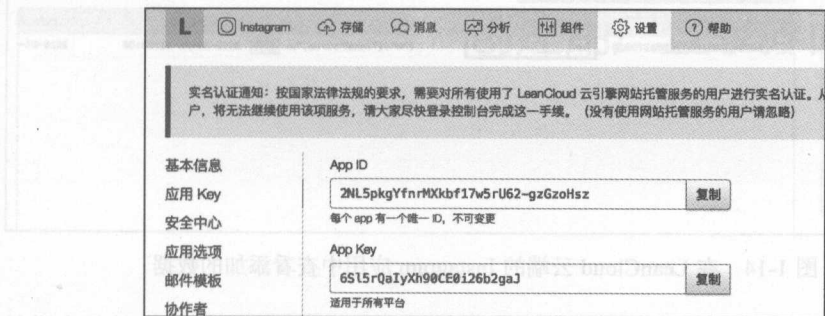 L Instagram 存储 消息 分析 组件 设置 帮助
实名认证通知：按国家法律法规的要求，需要对所有使用了 LeanCloud 云引擎网站托管服务的用户进行实名认证。从
户，将无法继续使用该项服务，请大家尽快登录控制台完成这一手续。（没有使用网站托管服务的用户请忽略）
基本信息
App ID
应用 Key
2NL5pkgYfnrMXkbf17w5rU62-gzGzoHsz 复制
安全中心
每个 app 有一个唯一 ID，不可变更
应用选项
App Key
邮件模板
6Sl5rQaIyXh90CE0i26b2gaJ 复制
协作者
适用于所有平台